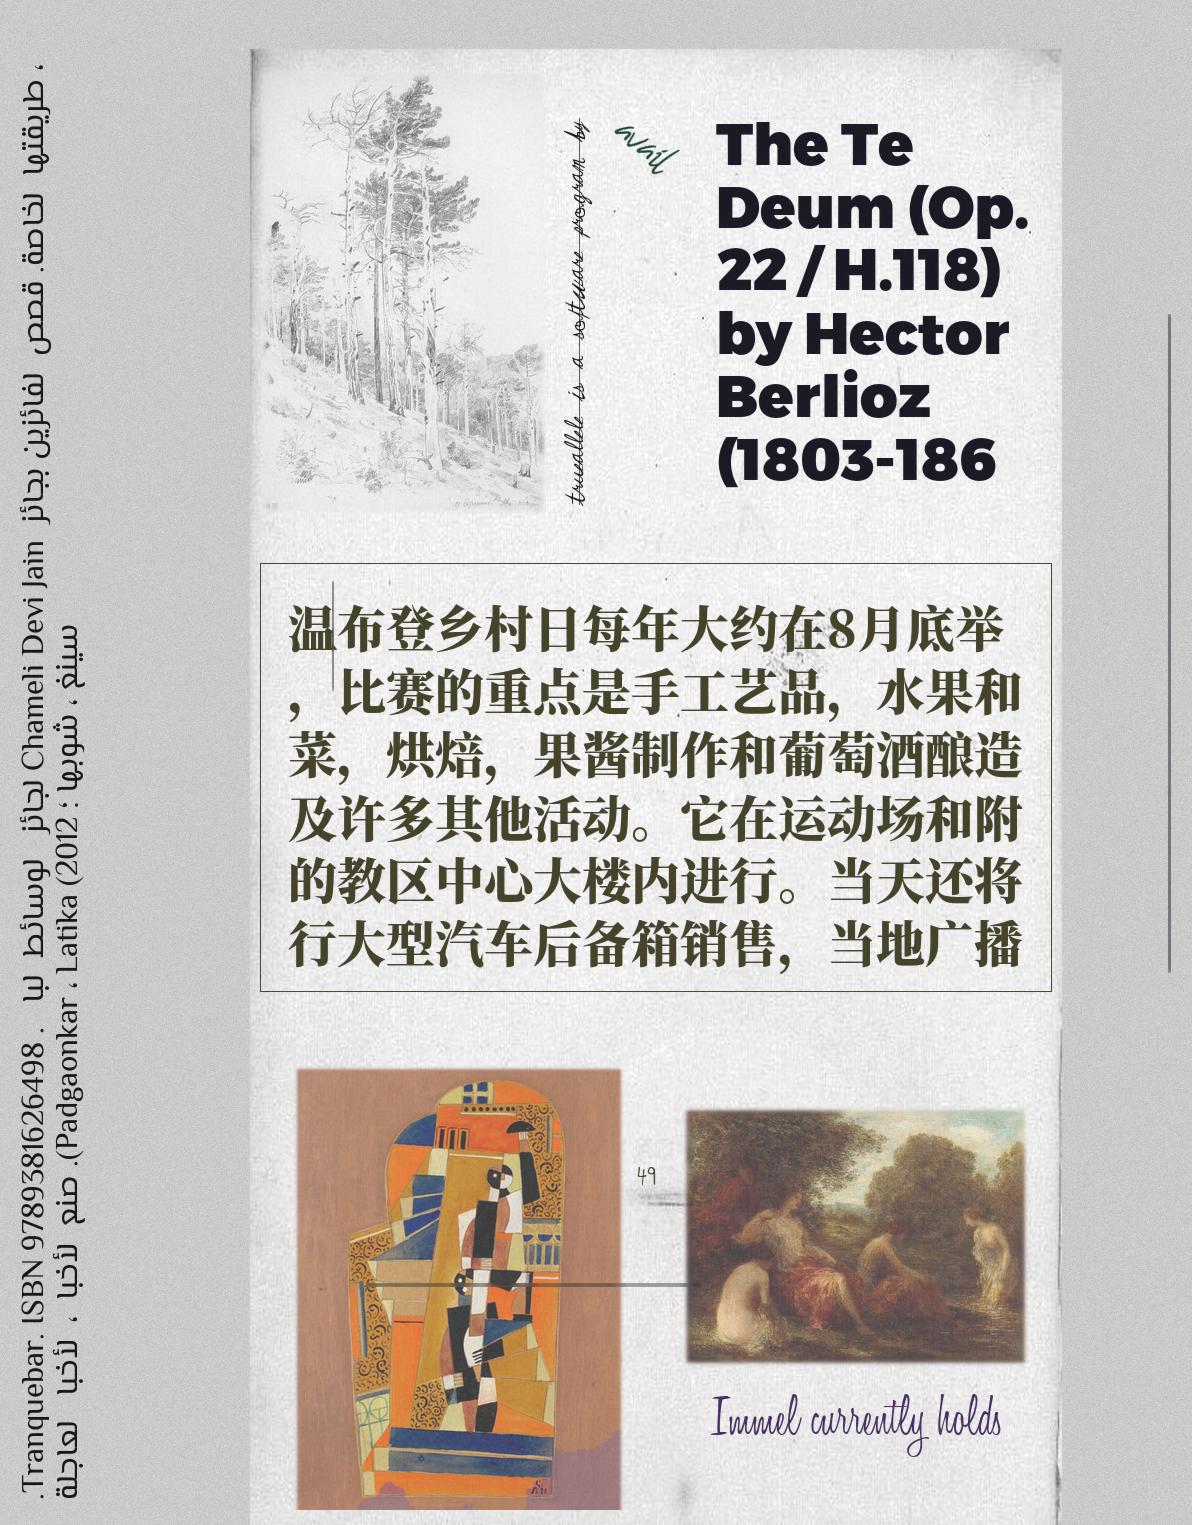 ، طريقتها لخاصة. قصص لفائزين بجائز Chameli Devi Jain لجائز لوسائط . Tranquebar. ISBN 9789381626498.
سينغ ، شوبها ؛ Padgaonkar ، Latika (2012). صنع لأخبا ، لأخبا لعاجلة
trueallele is a software program by
avail
The Te
Deum (Op.
22 / H.118)
by Hector
Berlioz
(1803-186
温布登乡村日每年大约在8月底举
，比赛的重点是手工艺品，水果和
菜，烘焙，果酱制作和葡萄酒酿造
及许多其他活动。它在运动场和附
的教区中心大楼内进行。当天还将
行大型汽车后备箱销售，当地广播
49
Immel currently holds